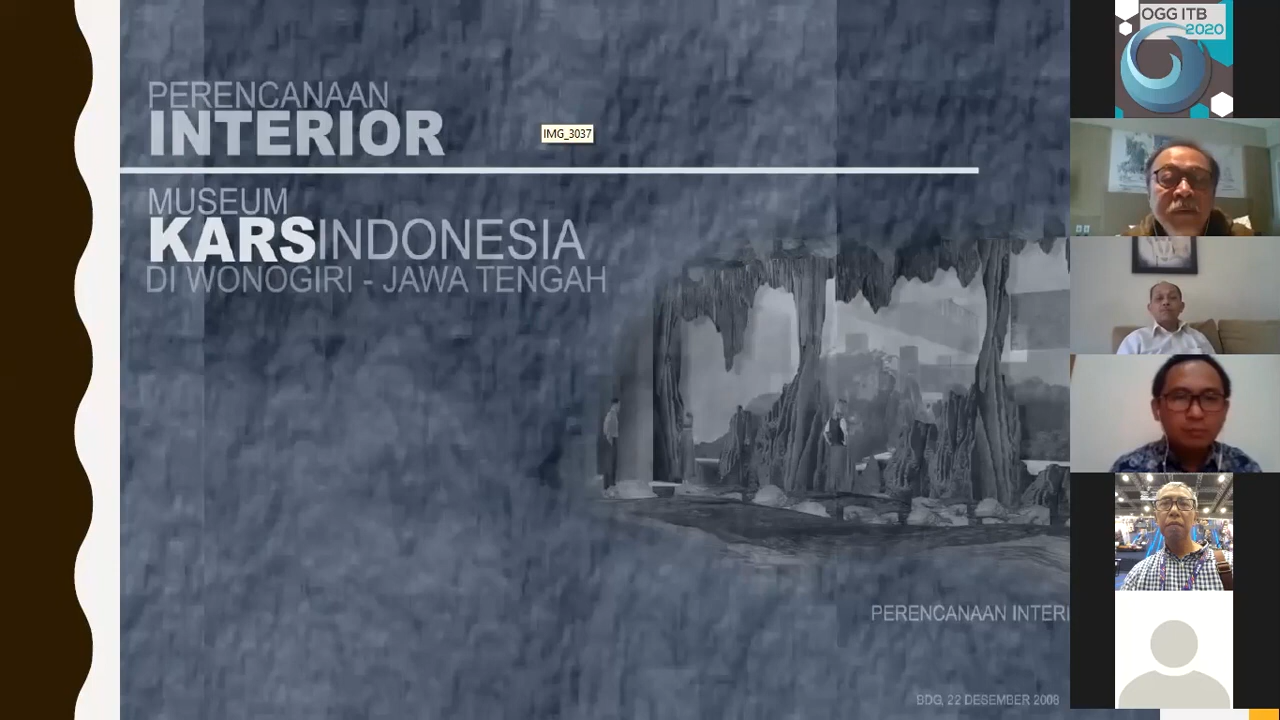 PERENCANAAN
INTERIOR
IMG_3037
MUSEUM
KARSINDONESIA
DI WONOGIRI - JAWA TENGAH
PERENCANAAN INTERI
BDG, 22 DESEMBER 2008
OGG ITB
2020